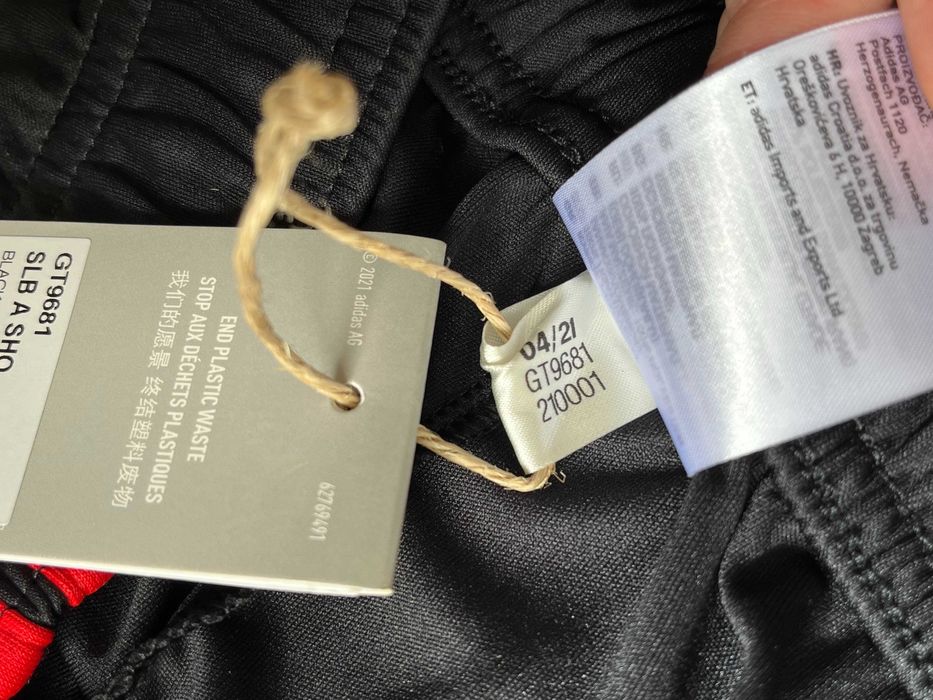 GT9681
SLB A SHO
BLACK
© 2021 adidas AG
END PLASTIC WASTE
STOP AUX DÉCHETS PLASTIQUES
我们的愿景 终结塑料废物
62769491
04/21
GT9681
210001
PROIZVOĐAČ:
Adidas AG
Postfach 1120
Herzogenaurach, Nemačka
HR: Uvoznik za Hrvatsku:
adidas Croatia d.o.o. za trgovinu
Oreškovićeva 6 H, 10000 Zagreb
Hrvatska
ET: adidas Imports and Exports Ltd